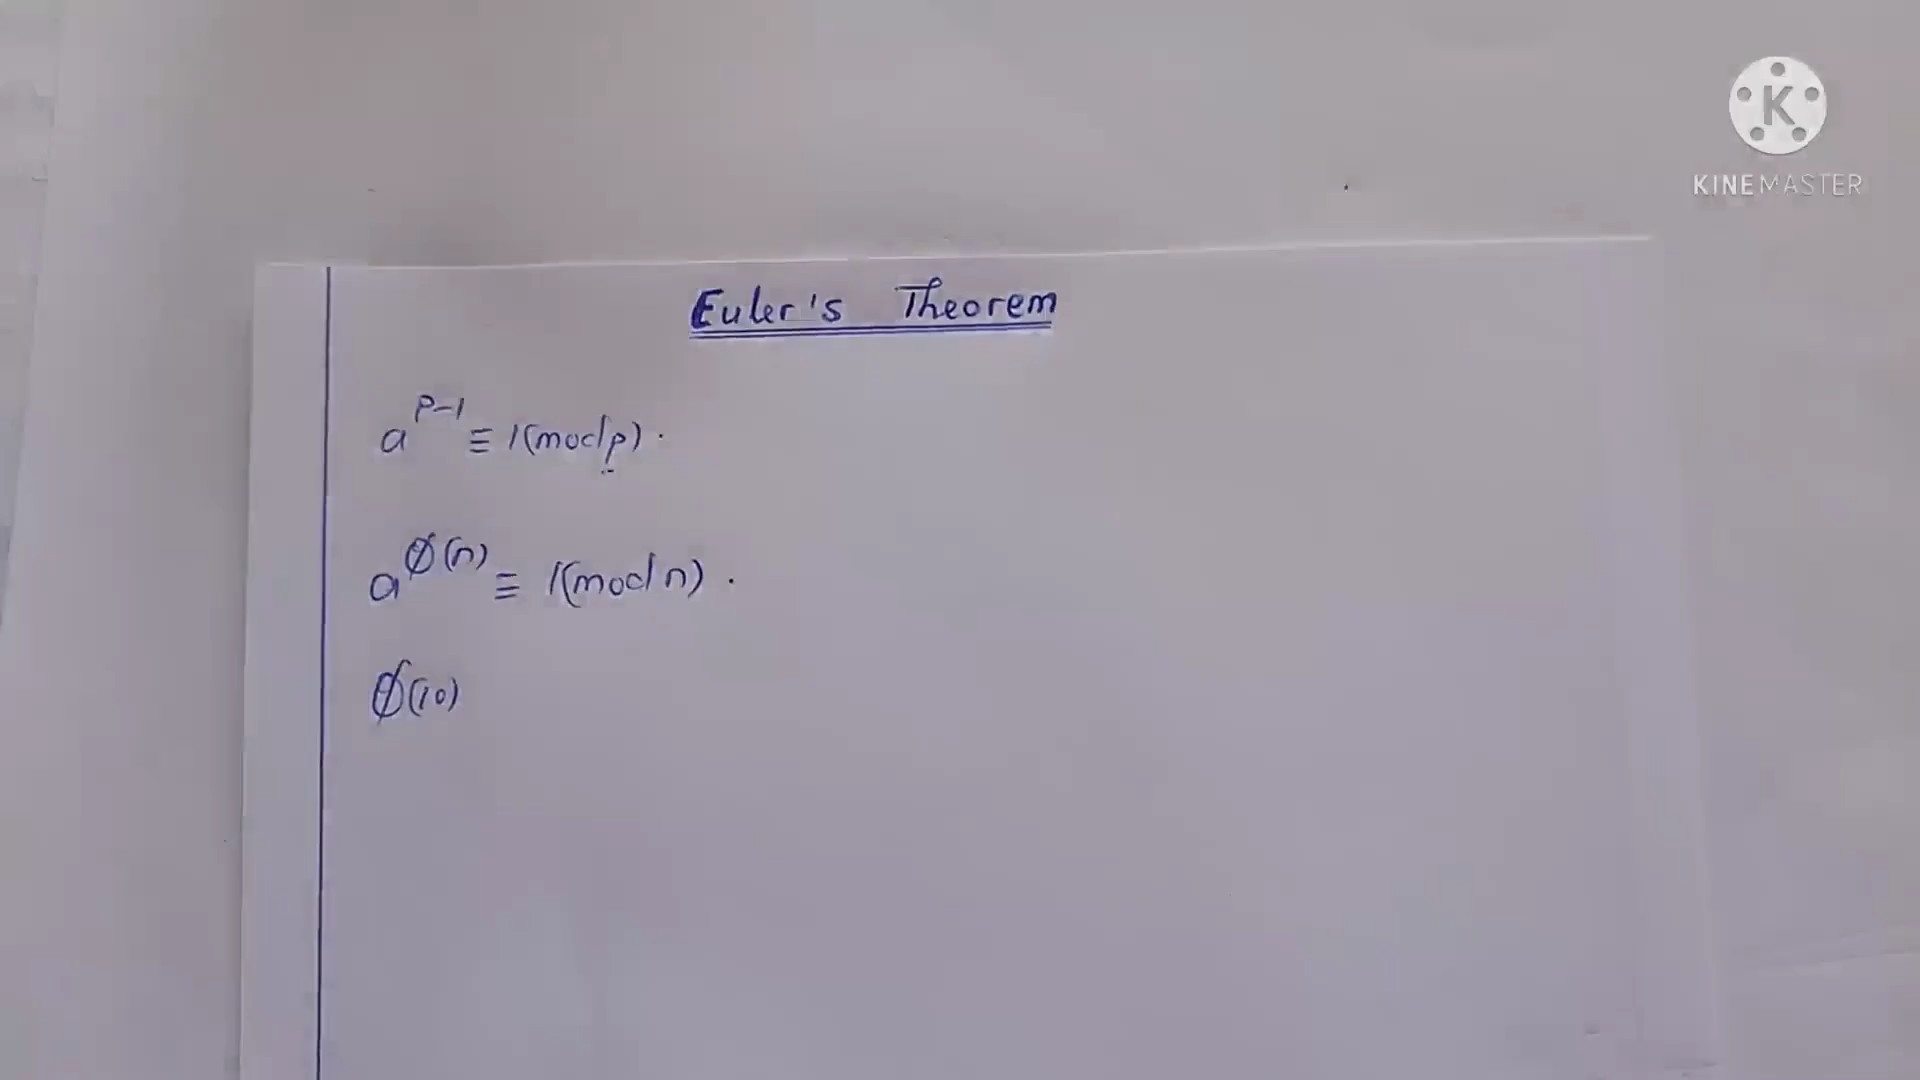 K
KINEMASTER
Euler's Theorem
a^{p-1} ≡ 1(mod p).
a^{∅(n)} ≡ 1(mod n).
∅(10)